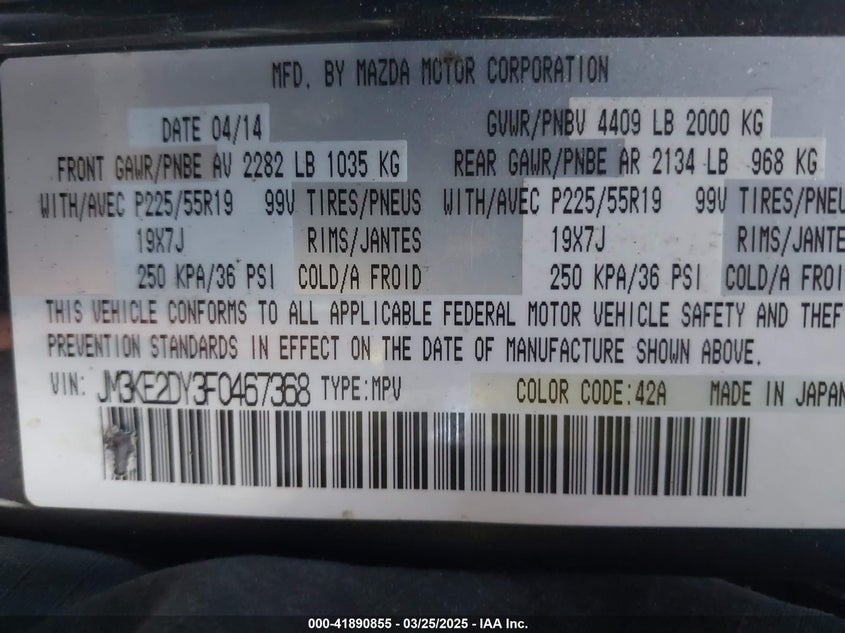 MFD. BY MAZDA MOTOR CORPORATION
DATE 04/14 GVWR/PNBV 4409 LB 2000 KG
FRONT GAWR/PNBE AV 2282 LB 1035 KG REAR GAWR/PNBE AR 2134 LB 968 KG
WITH/AVEC P225/55R19 99V TIRES/PNEUS WITH/AVEC P225/55R19 99V TIRES/PNEU
19X7J RIMS/JANTES 19X7J RIMS/JANTE
250 KPA/36 PSI COLD/A FROID 250 KPA/36 PSI COLD/A FROI
THIS VEHICLE CONFORMS TO ALL APPLICABLE FEDERAL MOTOR VEHICLE SAFETY AND THEF
PREVENTION STANDARDS IN EFFECT ON THE DATE OF MANUFACTURE SHOWN ABOVE.
VIN: JM3KE2DY3F0467368 TYPE:MPV COLOR CODE:42A MADE IN JAPAN
000-41890855 - 03/25/2025 - IAA Inc.